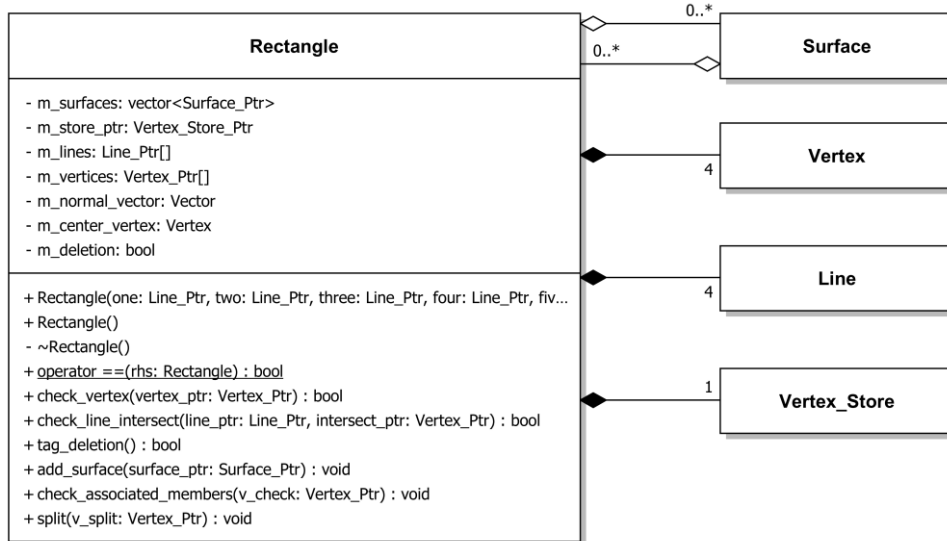 Rectangle
- m_surfaces: vector<Surface_Ptr>
- m_store_ptr: Vertex_Store_Ptr
- m_lines: Line_Ptr[]
- m_vertices: Vertex_Ptr[]
- m_normal_vector: Vector
- m_center_vertex: Vertex
- m_deletion: bool
+ Rectangle(one: Line_Ptr, two: Line_Ptr, three: Line_Ptr, four: Line_Ptr, fiv...
+ Rectangle()
- ~Rectangle()
+ operator ==(rhs: Rectangle) : bool
+ check_vertex(vertex_ptr: Vertex_Ptr) : bool
+ check_line_intersect(line_ptr: Line_Ptr, intersect_ptr: Vertex_Ptr) : bool
+ tag_deletion() : bool
+ add_surface(surface_ptr: Surface_Ptr) : void
+ check_associated_members(v_check: Vertex_Ptr) : void
+ split(v_split: Vertex_Ptr) : void
0..*
0..*
Surface
Vertex
4
Line
4
1
Vertex_Store